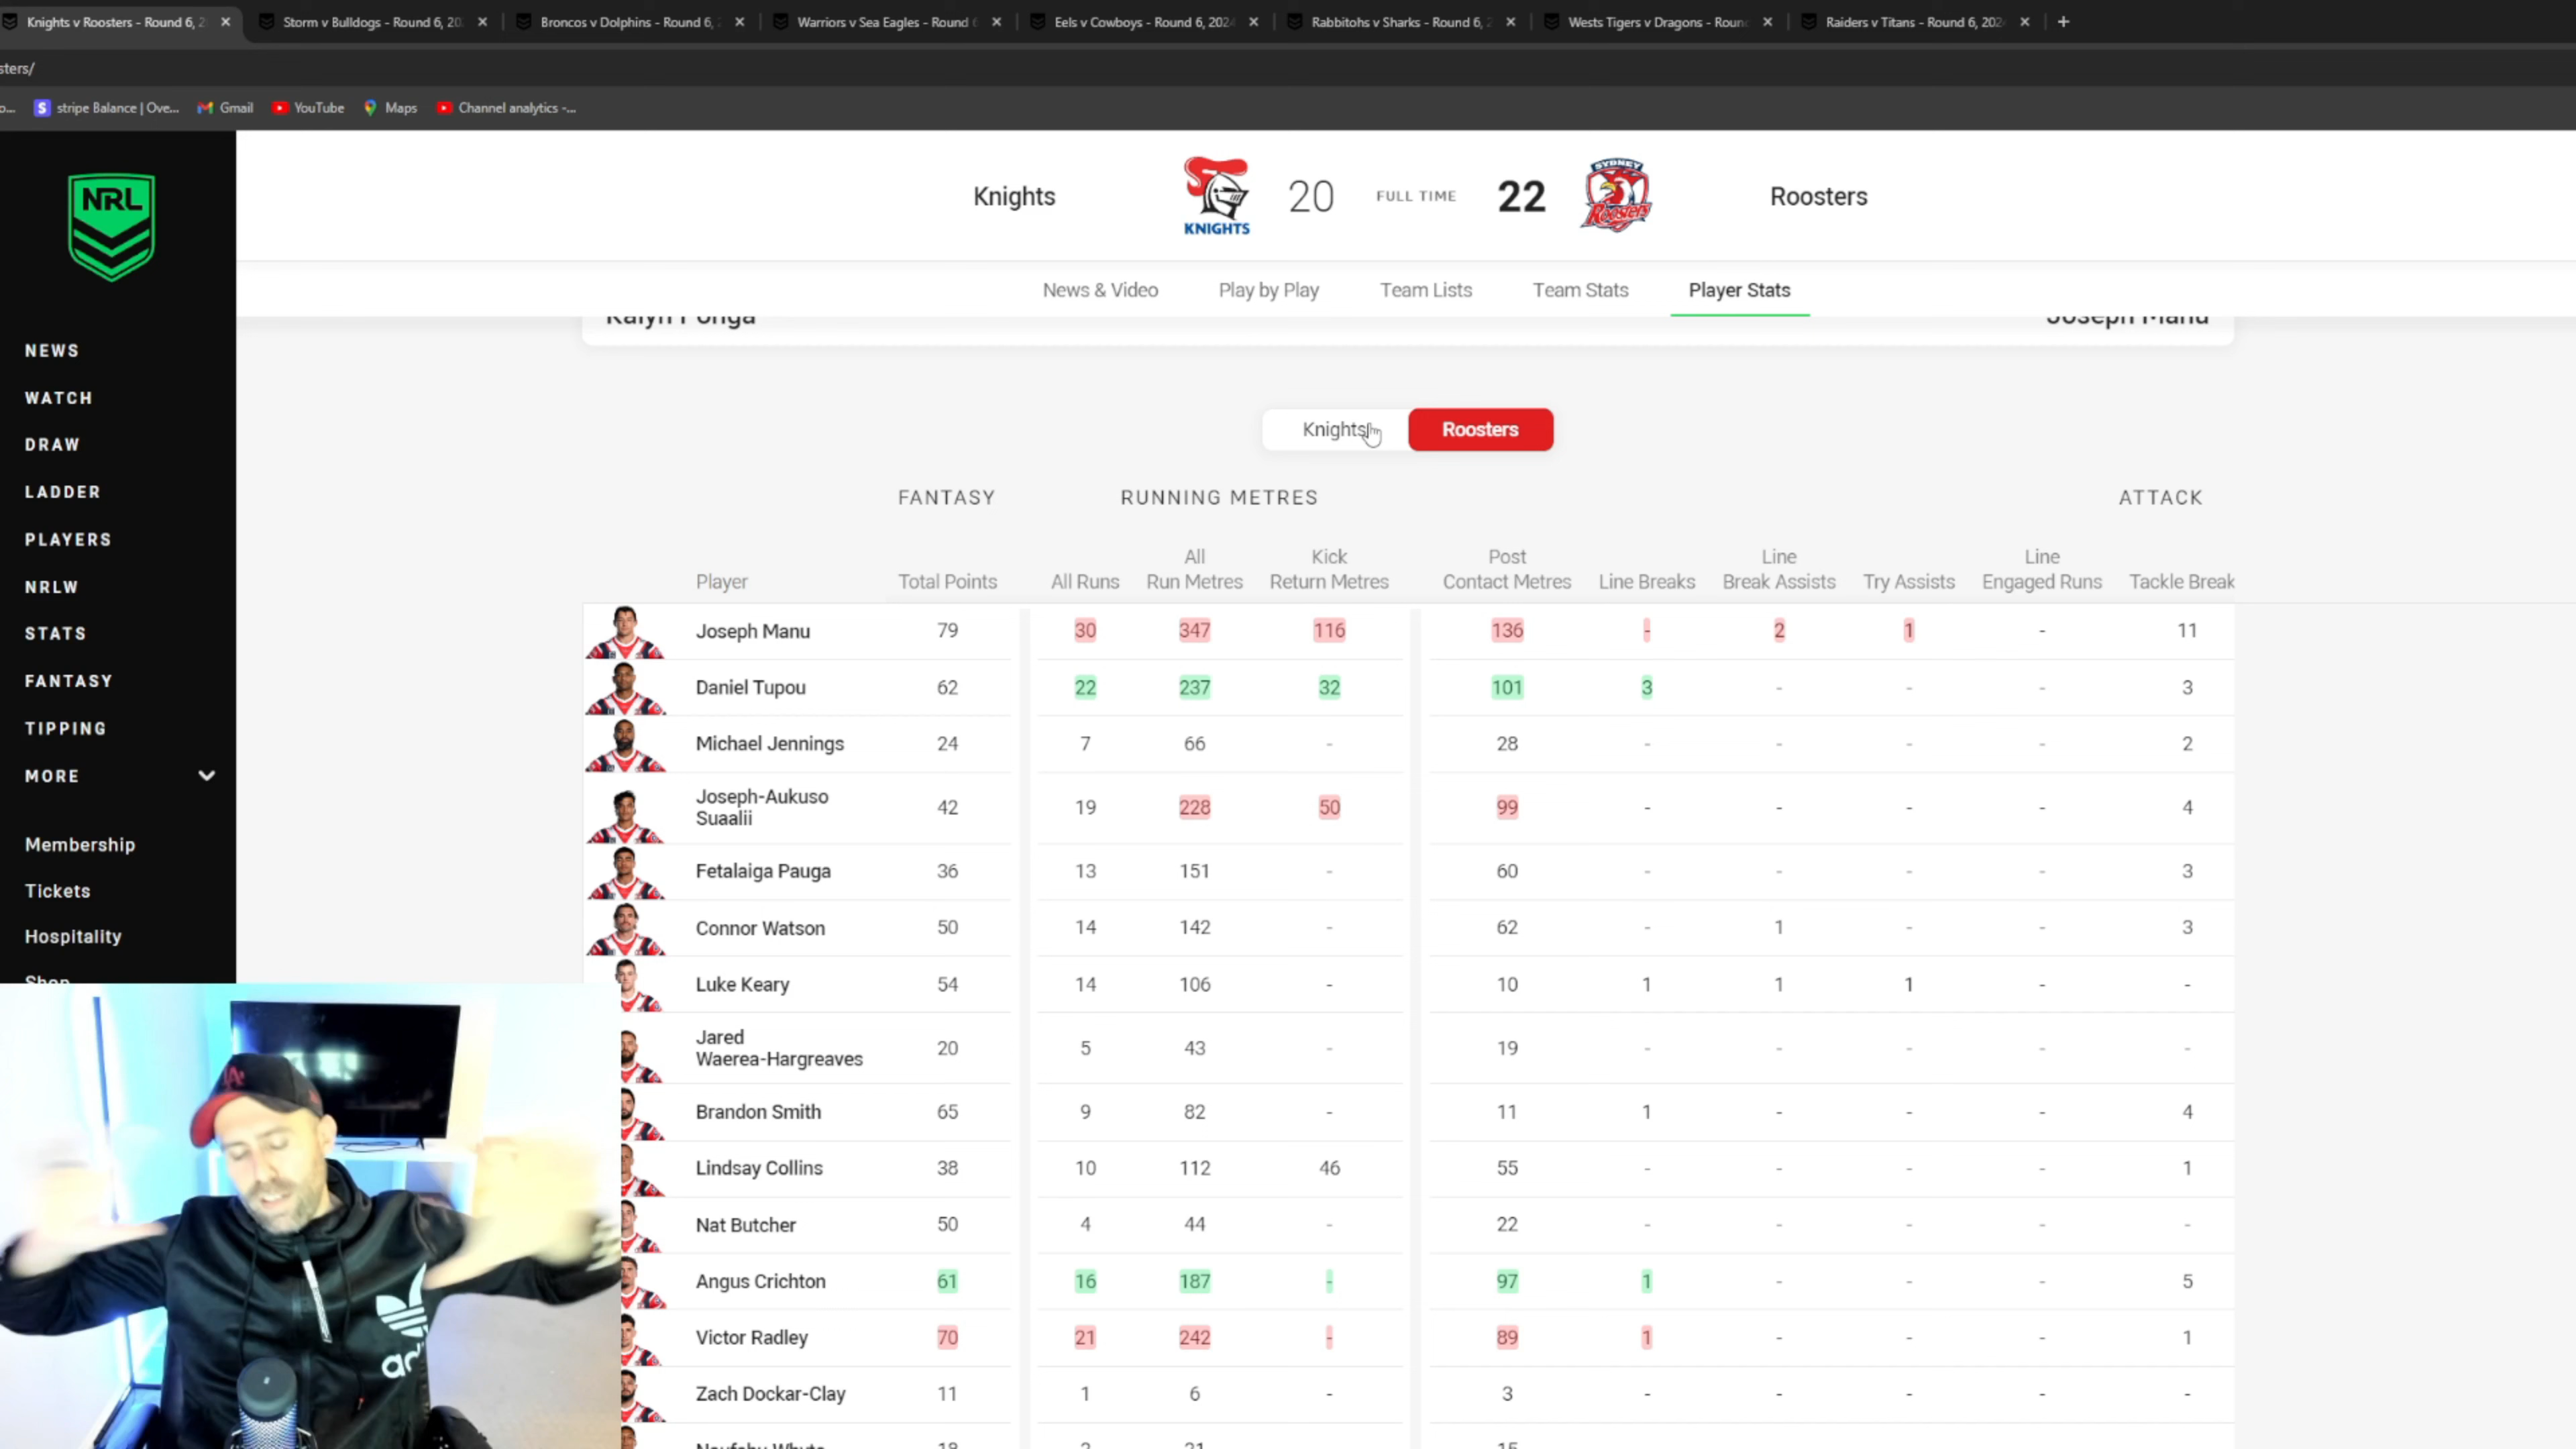 Knights v Roosters - Round 6, 2
Storm v Bulldogs - Round 6, 20
Broncos v Dolphins - Round 6,
Warriors v Sea Eagles - Round
Eels v Cowboys - Round 6, 2024
Rabbitohs v Sharks - Round 6, 2
Wests Tigers v Dragons - Roun
Raiders v Titans - Round 6, 202
sters/
o...
stripe Balance | Ove...
Gmail
YouTube
Maps
Channel analytics -...
NRL
Knights
KNIGHTS
20
FULL TIME
22
SYDNEY
Roosters
Roosters
News & Video
Play by Play
Team Lists
Team Stats
Player Stats
Kalyn Ponga
Joseph Manu
NEWS
WATCH
DRAW
LADDER
PLAYERS
NRLW
STATS
FANTASY
TIPPING
MORE
Membership
Tickets
Hospitality
Shop
Knights
Roosters
FANTASY RUNNING METRES ATTACK
Player Total Points All Runs All Run Metres Kick Return Metres Post Contact Metres Line Breaks Line Break Assists Try Assists Line Engaged Runs Tackle Break
Joseph Manu 79 30 347 116 136 - 2 1 - 11
Daniel Tupou 62 22 237 32 101 3 - - - 3
Michael Jennings 24 7 66 - 28 - - - - 2
Joseph-Aukuso Suaalii 42 19 228 50 99 - - - - 4
Fetalaiga Pauga 36 13 151 - 60 - - - - 3
Connor Watson 50 14 142 - 62 - 1 - - 3
Luke Keary 54 14 106 - 10 1 1 1 - -
Jared Waerea-Hargreaves 20 5 43 - 19 - - - - -
Brandon Smith 65 9 82 - 11 1 - - - 4
Lindsay Collins 38 10 112 46 55 - - - - 1
Nat Butcher 50 4 44 - 22 - - - - -
Angus Crichton 61 16 187 - 97 1 - - - 5
Victor Radley 70 21 242 - 89 1 - - - 1
Zach Dockar-Clay 11 1 6 - 3 - - - - -